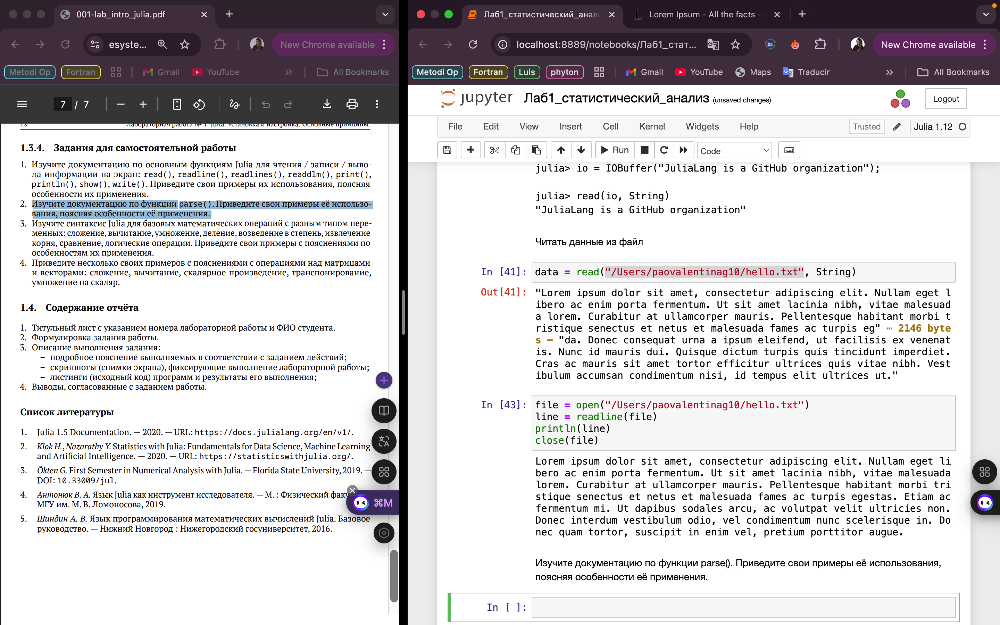 001-lab_intro_julia.pdf
esyste...
New Chrome available
Metodi Op
Fortran
Gmail
YouTube
All Bookmarks
7 / 7
12 Лабораторная работа № 1. Julia. Установка и настройка. Основные принципы.
1.3.4. Задания для самостоятельной работы
1. Изучите документацию по основным функциям Julia для чтения / записи / выво-
да информации на экран: read(), readline(), readlines(), readdlm(), print(),
println(), show(), write(). Приведите свои примеры их использования, поясняя
особенности их применения.
2. Изучите документацию по функции parse(). Приведите свои примеры её использо-
вания, поясняя особенности её применения.
3. Изучите синтаксис Julia для базовых математических операций с разным типом пере-
менных: сложение, вычитание, умножение, деление, возведение в степень, извлечение
корня, сравнение, логические операции. Приведите свои примеры с пояснениями по
особенностям их применения.
4. Приведите несколько своих примеров с пояснениями с операциями над матрицами
и векторами: сложение, вычитание, скалярное произведение, транспонирование,
умножение на скаляр.
1.4. Содержание отчёта
1. Титульный лист с указанием номера лабораторной работы и ФИО студента.
2. Формулировка задания работы.
3. Описание выполнения задания:
– подробное пояснение выполняемых в соответствии с заданием действий;
– скриншоты (снимки экрана), фиксирующие выполнение лабораторной работы;
– листинги (исходный код) программ и результаты его выполнения;
4. Выводы, согласованные с заданием работы.
Список литературы
1. Julia 1.5 Documentation. — 2020. — URL: https://docs.julialang.org/en/v1/.
2. Klok H., Nazarathy Y. Statistics with Julia: Fundamentals for Data Science, Machine Learning
and Artificial Intelligence. — 2020. — URL: https://statisticswithjulia.org/.
3. Ökten G. First Semester in Numerical Analysis with Julia. — Florida State University, 2019. —
DOI: 10.33009/jul.
4. Антонюк В. А. Язык Julia как инструмент исследователя. — М. : Физический факу
МГУ им. М. В. Ломоносова, 2019.
5. Шиндин А. В. Язык программирования математических вычислений Julia. Базовое
руководство. — Нижний Новгород : Нижегородский госуниверситет, 2016.
⌘M
Лаб1_статистический_анал
Lorem Ipsum - All the facts -
localhost:8889/notebooks/Лаб1_стат...
New Chrome available
Metodi Op
Fortran
Luis
phyton
Gmail
YouTube
Maps
Traducir
All Bookmarks
jupyter Лаб1_статистический_анализ (unsaved changes)
Logout
File Edit View Insert Cell Kernel Widgets Help
Trusted
Julia 1.12
Run
Code
julia> io = IOBuffer("JuliaLang is a GitHub organization");
julia> read(io, String)
"JuliaLang is a GitHub organization"
Читать данные из файл
In [41]: data = read("/Users/paovalentinag10/hello.txt", String)
Out[41]: "Lorem ipsum dolor sit amet, consectetur adipiscing elit. Nullam eget l
ibero ac enim porta fermentum. Ut sit amet lacinia nibh, vitae malesuad
a lorem. Curabitur at ullamcorper mauris. Pellentesque habitant morbi t
ristique senectus et netus et malesuada fames ac turpis eg" ⋯ 2146 byte
s ⋯ "da. Donec consequat urna a ipsum eleifend, ut facilisis ex venenat
is. Nunc id mauris dui. Quisque dictum turpis quis tincidunt imperdiet.
Cras ac mauris sit amet tortor efficitur ultrices quis vitae nibh. Vest
ibulum accumsan condimentum nisi, id tempus elit ultrices ut."
In [43]: file = open("/Users/paovalentinag10/hello.txt")
line = readline(file)
println(line)
close(file)
Lorem ipsum dolor sit amet, consectetur adipiscing elit. Nullam eget li
bero ac enim porta fermentum. Ut sit amet lacinia nibh, vitae malesuada
lorem. Curabitur at ullamcorper mauris. Pellentesque habitant morbi tri
stique senectus et netus et malesuada fames ac turpis egestas. Etiam ac
fermentum mi. Ut dapibus sodales arcu, ac volutpat velit ultricies non.
Donec interdum vestibulum odio, vel condimentum nunc scelerisque in. Do
nec quam tortor, suscipit in enim vel, pretium porttitor augue.
Изучите документацию по функции parse(). Приведите свои примеры её использования,
поясняя особенности её применения.
In [ ]: